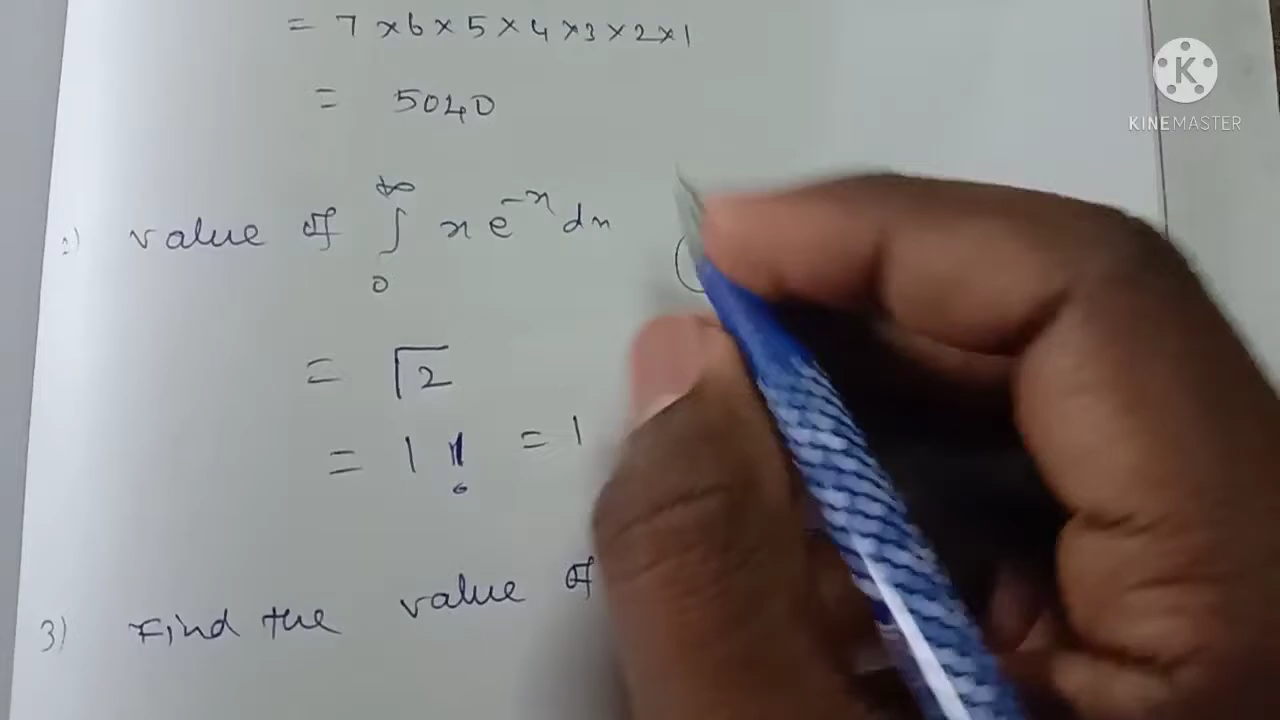 = 7 × 6 × 5 × 4 × 3 × 2 × 1
= 5040
K
KINEMASTER
2) value of ∫₀^∞ x e^-x dx
= Γ2
= 1 ! = 1
3) Find the value of